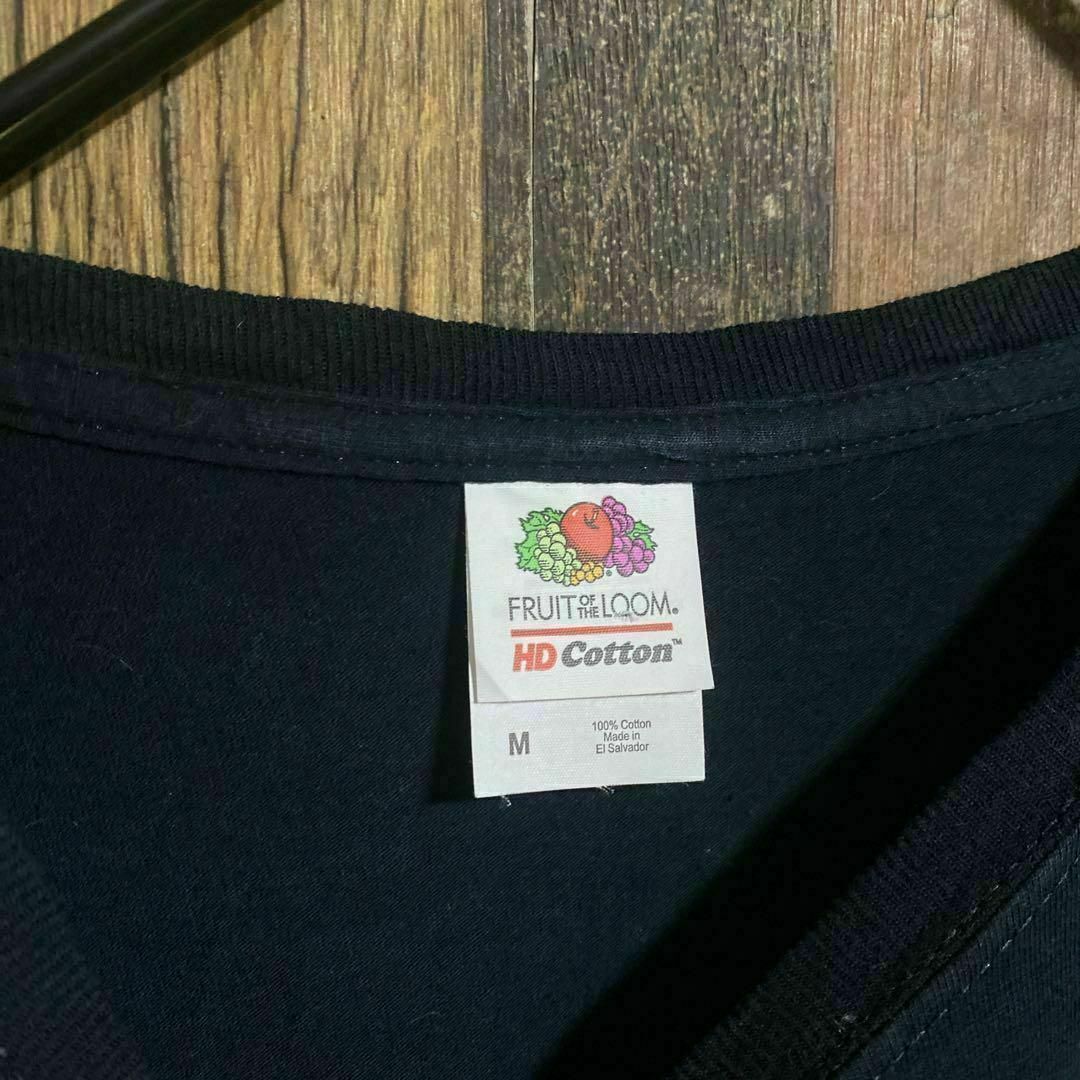 FRUIT OF THE LOOM®
HD Cotton™
M
100% Cotton
Made in
El Salvador